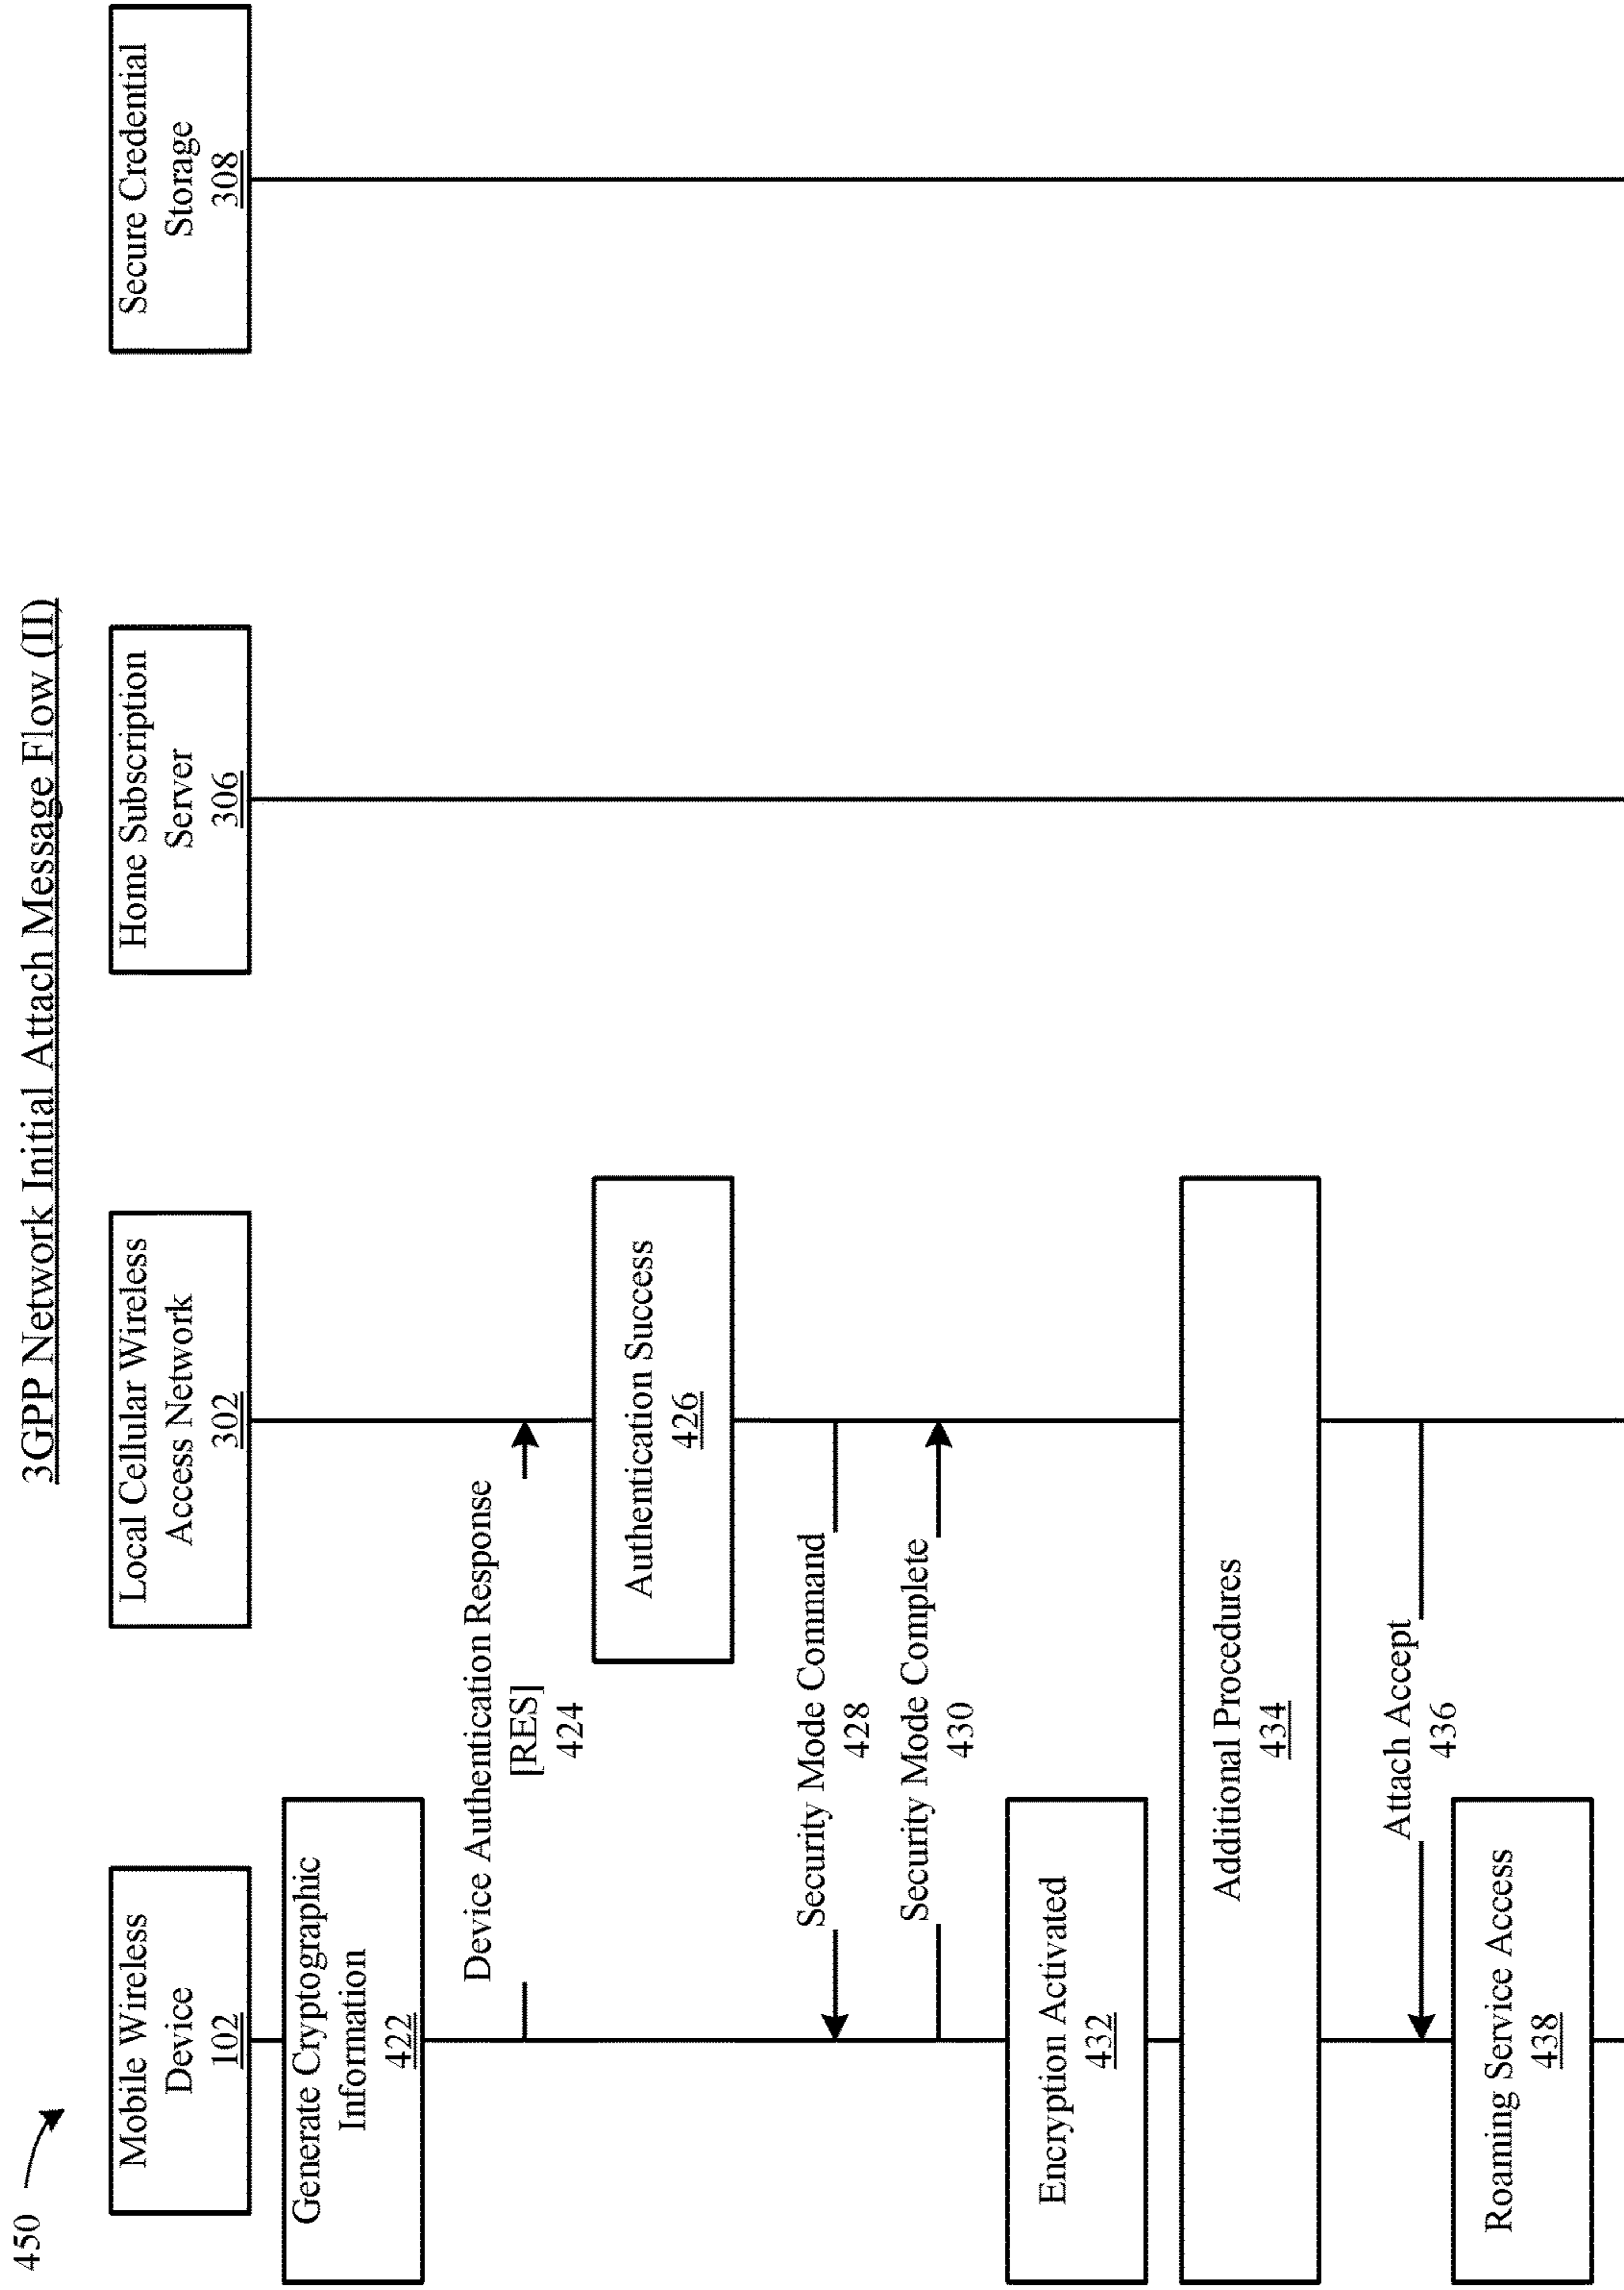 450
3GPP Network Initial Attach Message Flow (II)
Mobile Wireless
Device
102
Local Cellular Wireless
Access Network
302
Home Subscription
Server
306
Secure Credential
Storage
308
Generate Cryptographic
Information
422
Device Authentication Response
[RES]
424
Authentication Success
426
Security Mode Command
428
Security Mode Complete
430
Encryption Activated
432
Additional Procedures
434
Attach Accept
436
Roaming Service Access
438